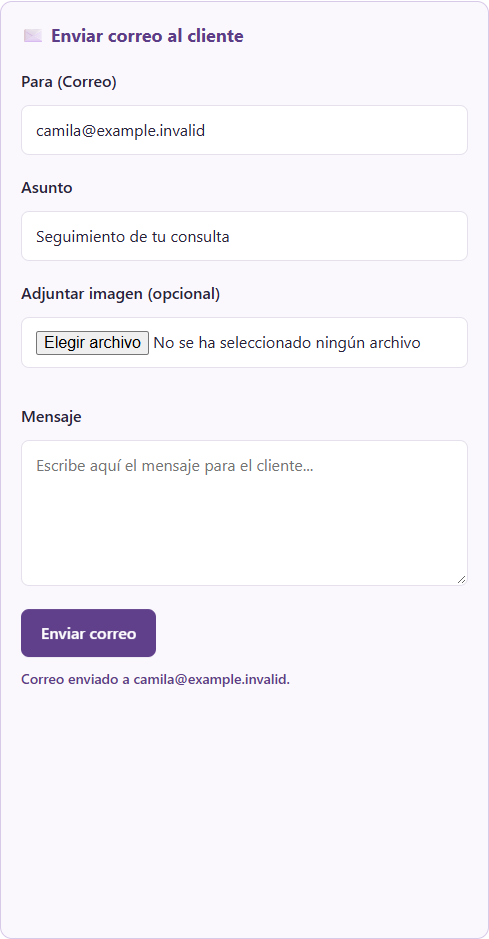 Enviar correo al cliente
Para (Correo)
camila@example.invalid
Asunto
Seguimiento de tu consulta
Adjuntar imagen (opcional)
Elegir archivo No se ha seleccionado ningún archivo
Mensaje
Escribe aquí el mensaje para el cliente...
Enviar correo
Correo enviado a camila@example.invalid.